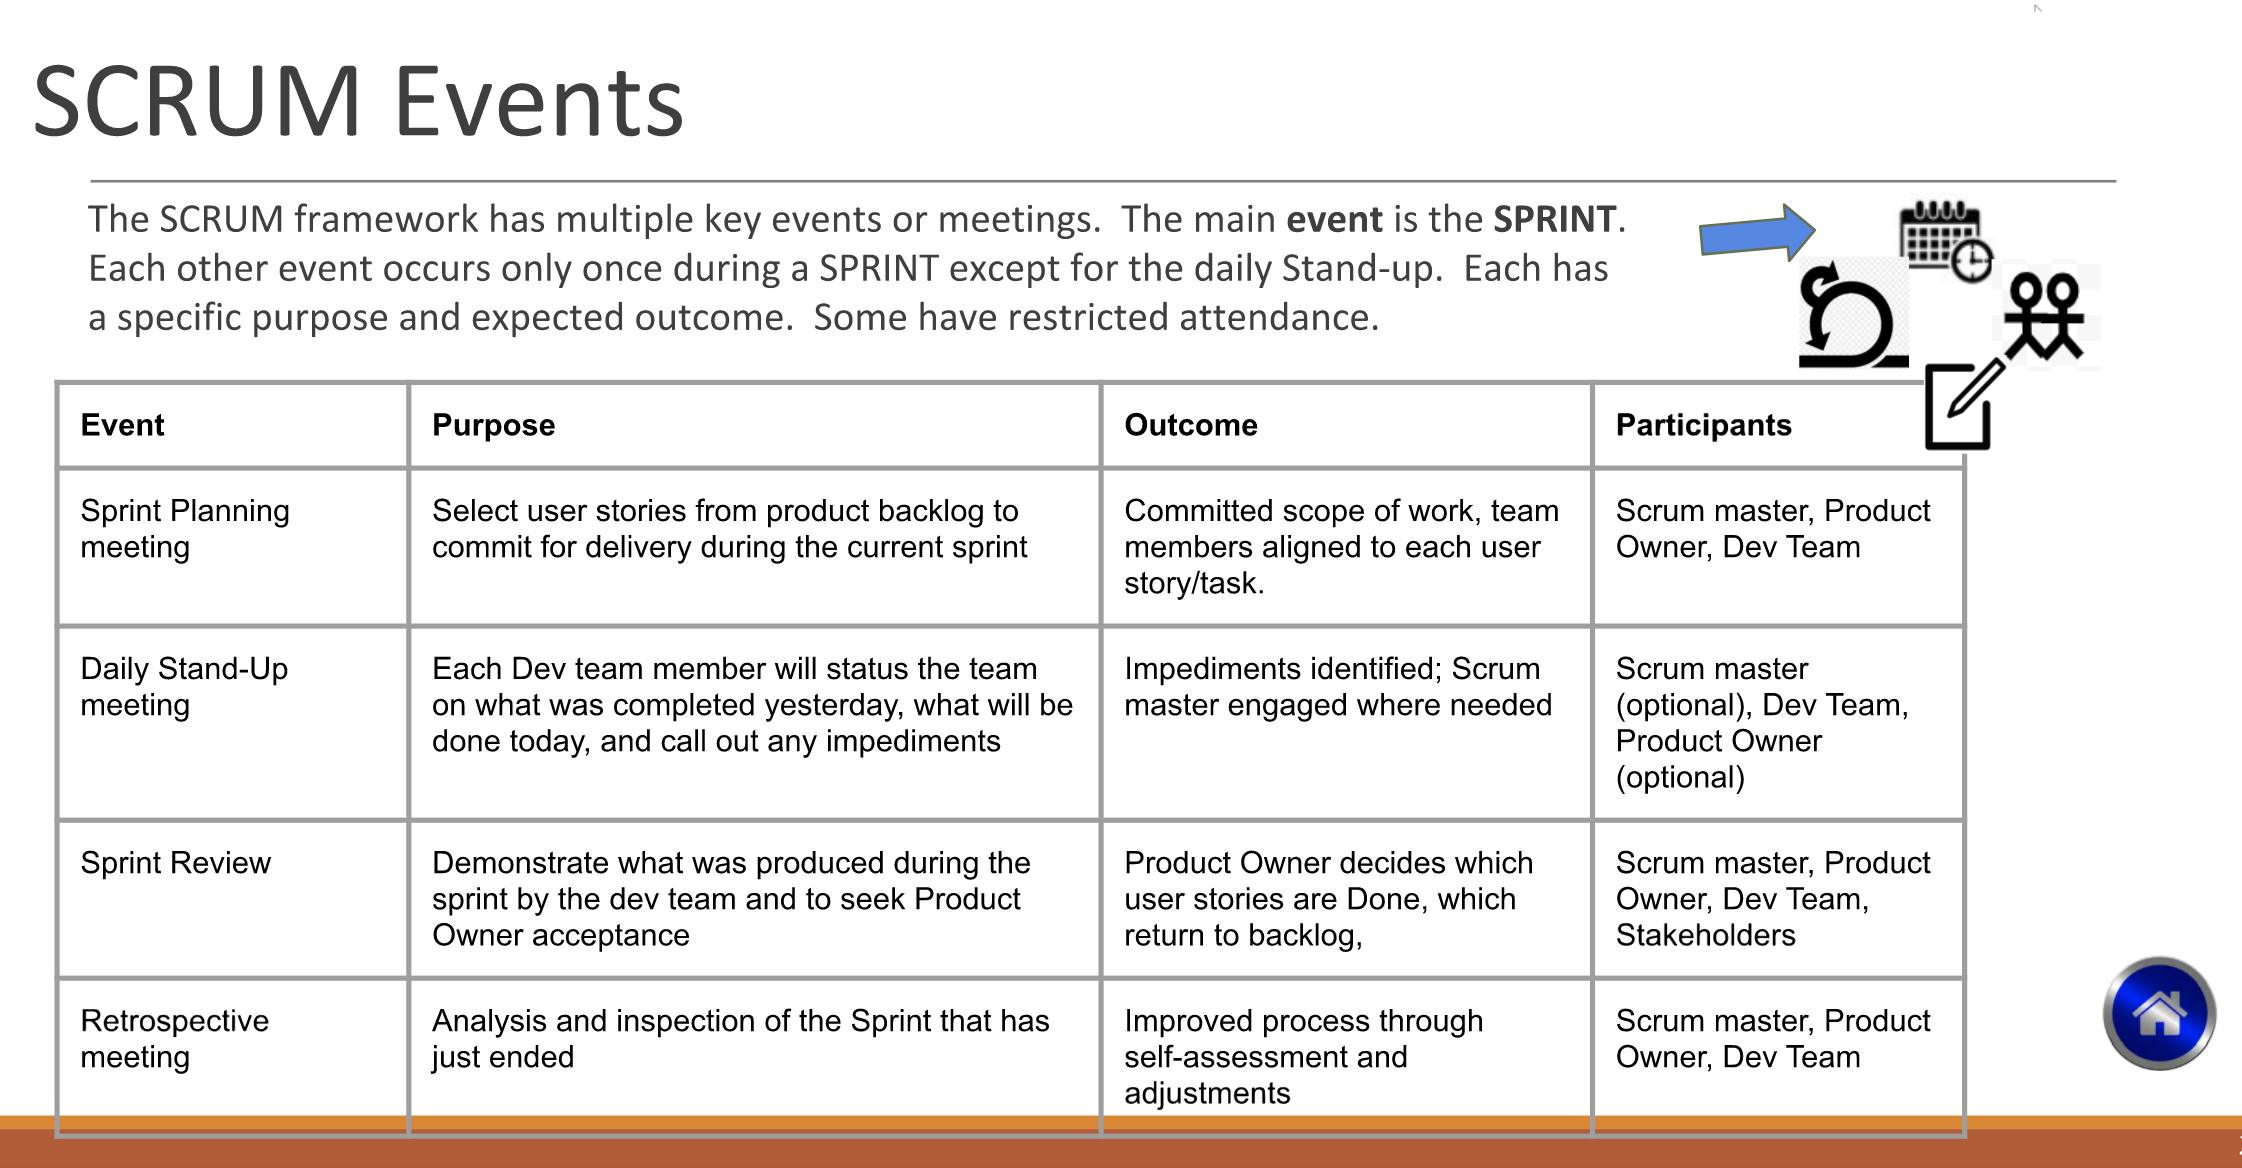 SCRUM Events
The SCRUM framework has multiple key events or meetings.  The main event is the SPRINT.
Each other event occurs only once during a SPRINT except for the daily Stand-up.  Each has
a specific purpose and expected outcome.  Some have restricted attendance.
Event
Purpose
Outcome
Participants
Sprint Planning
meeting
Select user stories from product backlog to
commit for delivery during the current sprint
Committed scope of work, team
members aligned to each user
story/task.
Scrum master, Product
Owner, Dev Team
Daily Stand-Up
meeting
Each Dev team member will status the team
on what was completed yesterday, what will be
done today, and call out any impediments
Impediments identified; Scrum
master engaged where needed
Scrum master
(optional), Dev Team,
Product Owner
(optional)
Sprint Review
Demonstrate what was produced during the
sprint by the dev team and to seek Product
Owner acceptance
Product Owner decides which
user stories are Done, which
return to backlog,
Scrum master, Product
Owner, Dev Team,
Stakeholders
Retrospective
meeting
Analysis and inspection of the Sprint that has
just ended
Improved process through
self-assessment and
adjustments
Scrum master, Product
Owner, Dev Team